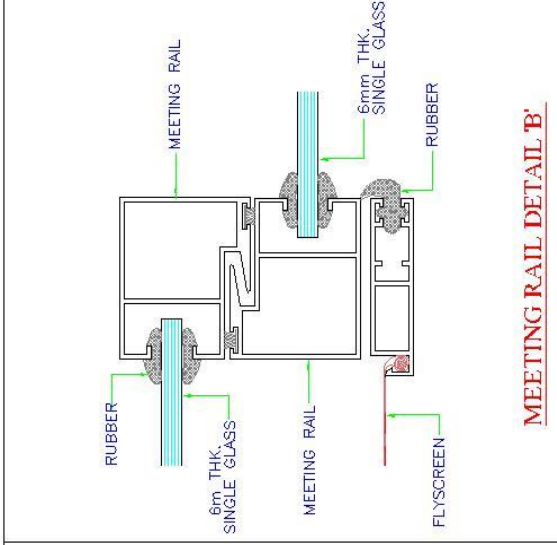 MEETING RAIL
6mm THK.
SINGLE GLASS
RUBBER
RUBBER
6m THK.
SINGLE GLASS
MEETING RAIL
FLYSCREEN
MEETING RAIL DETAIL 'B'